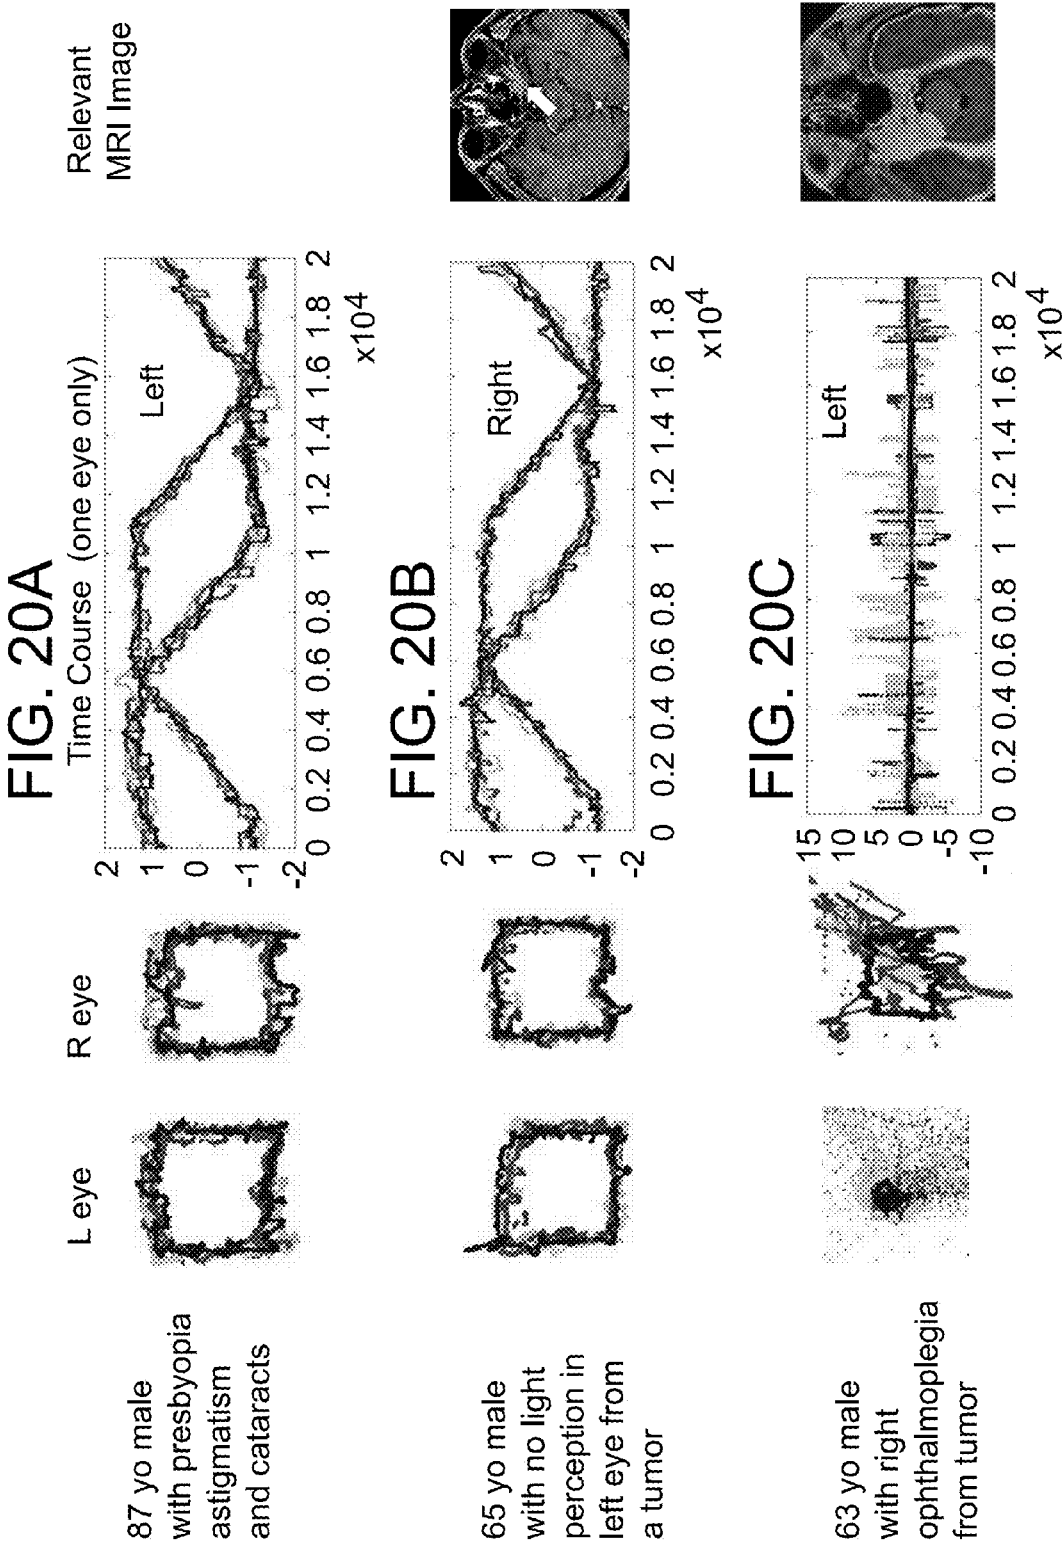 FIG. 20A
Time Course (one eye only)
Relevant
MRI Image
L eye
R eye
87 yo male
with presbyopia
astigmatism
and cataracts
2
1
0
-1
-2
Left
0 0.2 0.4 0.6 0.8 1 1.2 1.4 1.6 1.8 2
x10⁴
FIG. 20B
65 yo male
with no light
perception in
left eye from
a tumor
2
1
0
-1
-2
Right
0 0.2 0.4 0.6 0.8 1 1.2 1.4 1.6 1.8 2
x10⁴
FIG. 20C
63 yo male
with right
ophthalmoplegia
from tumor
15
10
5
0
-5
-10
Left
0 0.2 0.4 0.6 0.8 1 1.2 1.4 1.6 1.8 2
x10⁴